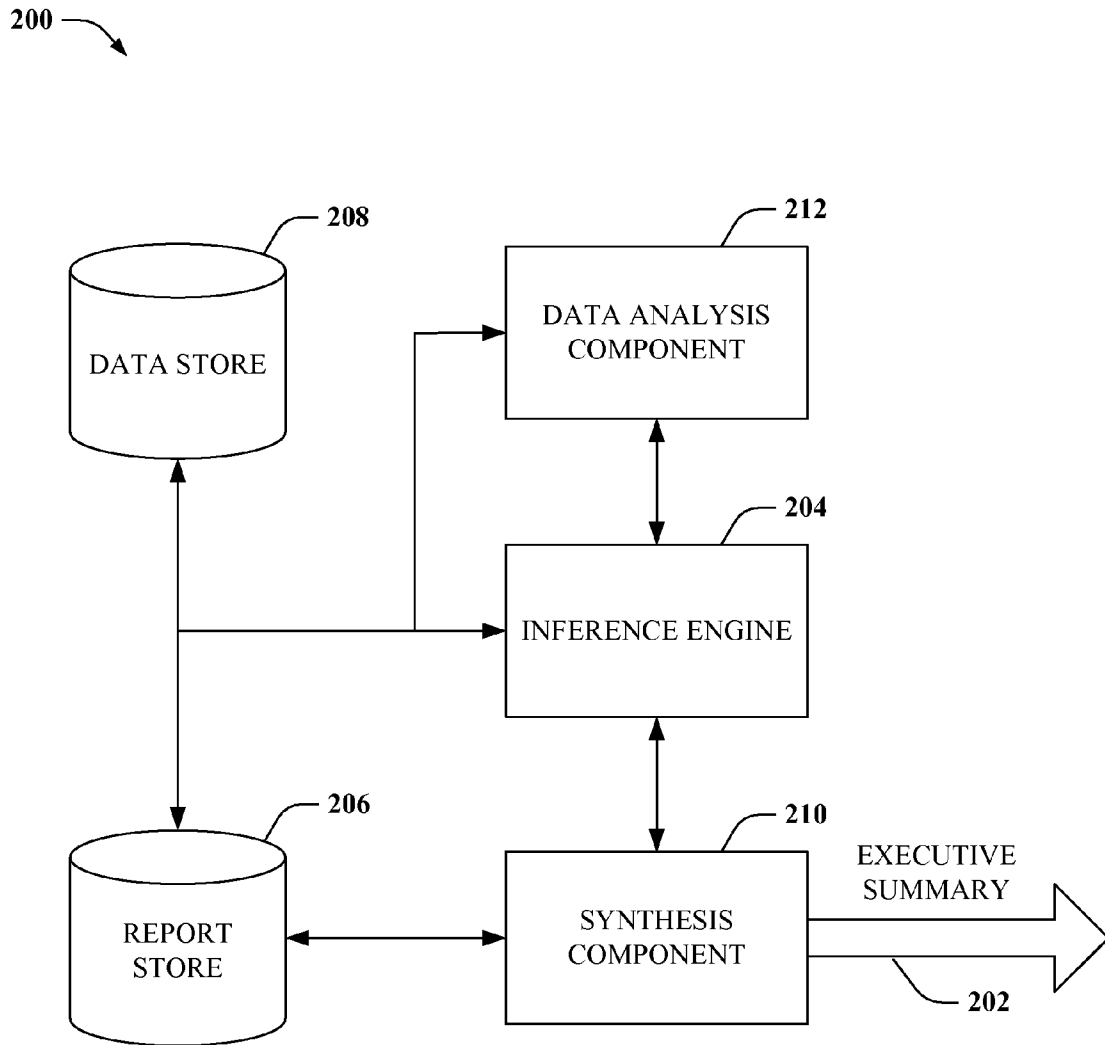 200
208
212
DATA STORE
DATA ANALYSIS
COMPONENT
204
INFERENCE ENGINE
206
210
REPORT
STORE
SYNTHESIS
COMPONENT
EXECUTIVE
SUMMARY
202